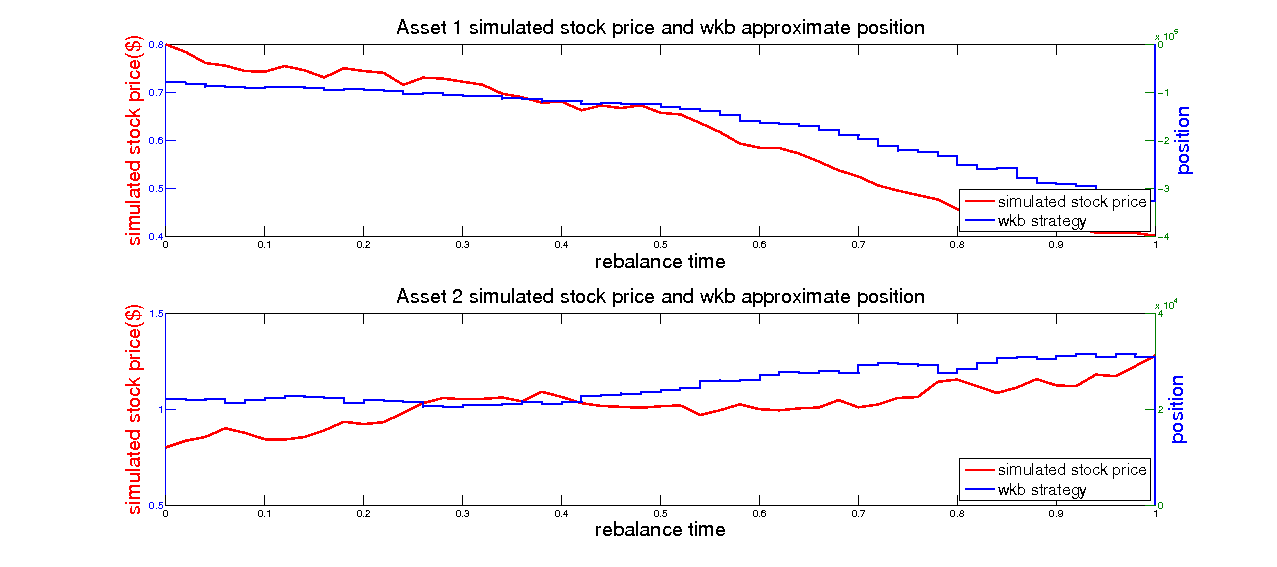 Asset 1 simulated stock price and wkb approximate position
x 10^5
0.8
0.7
0.6
0.5
0.4
simulated stock price($)
0
−1
−2
−3
−4
position
simulated stock price
wkb strategy
0 0.1 0.2 0.3 0.4 0.5 0.6 0.7 0.8 0.9 1
rebalance time
Asset 2 simulated stock price and wkb approximate position
x 10^4
1.5
1
0.5
simulated stock price($)
4
2
0
position
simulated stock price
wkb strategy
0 0.1 0.2 0.3 0.4 0.5 0.6 0.7 0.8 0.9 1
rebalance time